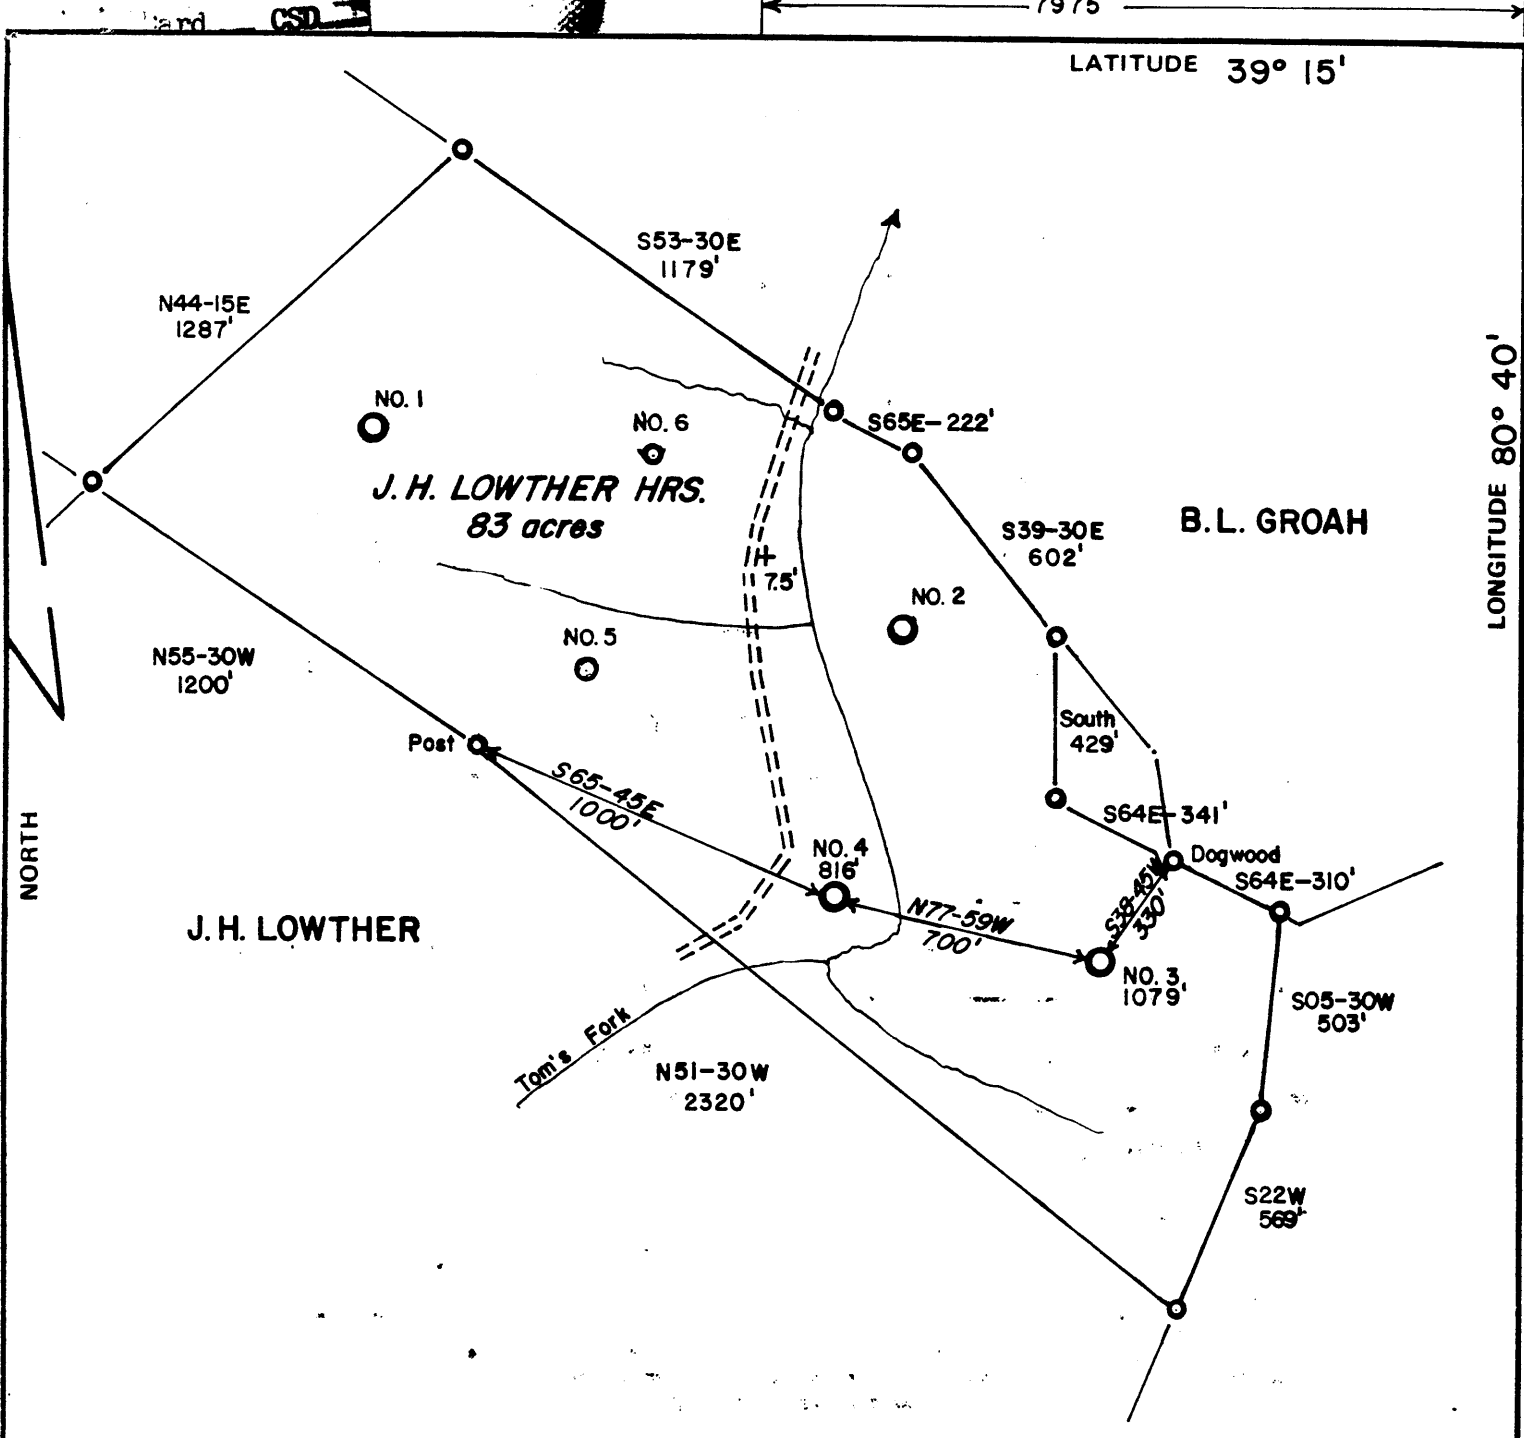 CSD
7975
LATITUDE 39° 15'
S53-30E
1179'
N44-15E
1287'
NO. 1
NO. 6
S65E-222'
J. H. LOWTHER HRS.
83 acres
B.L. GROAH
S39-30E
602'
LONGITUDE 80° 40'
7.5'
NO. 2
NO. 5
N55-30W
1200'
South
429'
Post
S65-45E
1000'
S64E-341'
NO. 4
816'
Dogwood
S64E-310'
NORTH
J. H. LOWTHER
N77-59W
700'
S38-45W
330'
NO. 3
1079'
S05-30W
503'
Tom's Fork
N51-30W
2320'
S22W
569'